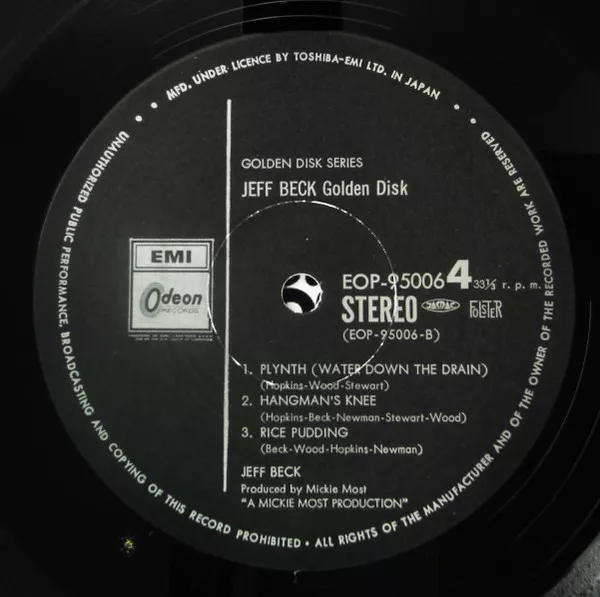 • • MFD. UNDER LICENCE BY TOSHIBA-EMI LTD. IN JAPAN • •
UNAUTHORIZED PUBLIC PERFORMANCE, BROADCASTING AND COPYING OF THIS RECORD PROHIBITED • ALL RIGHTS OF THE MANUFACTURER AND OF THE OWNER OF THE RECORDED WORK ARE RESERVED
GOLDEN DISK SERIES
JEFF BECK Golden Disk
EMI
Odeon
RECORDS
EOP-95006 4 33⅓ r. p. m.
STEREO JASRAC
(EOP-95006-B)
1. PLYNTH (WATER DOWN THE DRAIN)
(Hopkins-Wood-Stewart)
2. HANGMAN'S KNEE
(Hopkins-Beck-Newman-Stewart-Wood)
3. RICE PUDDING
(Beck-Wood-Hopkins-Newman)
JEFF BECK
Produced by Mickie Most
"A MICKIE MOST PRODUCTION"